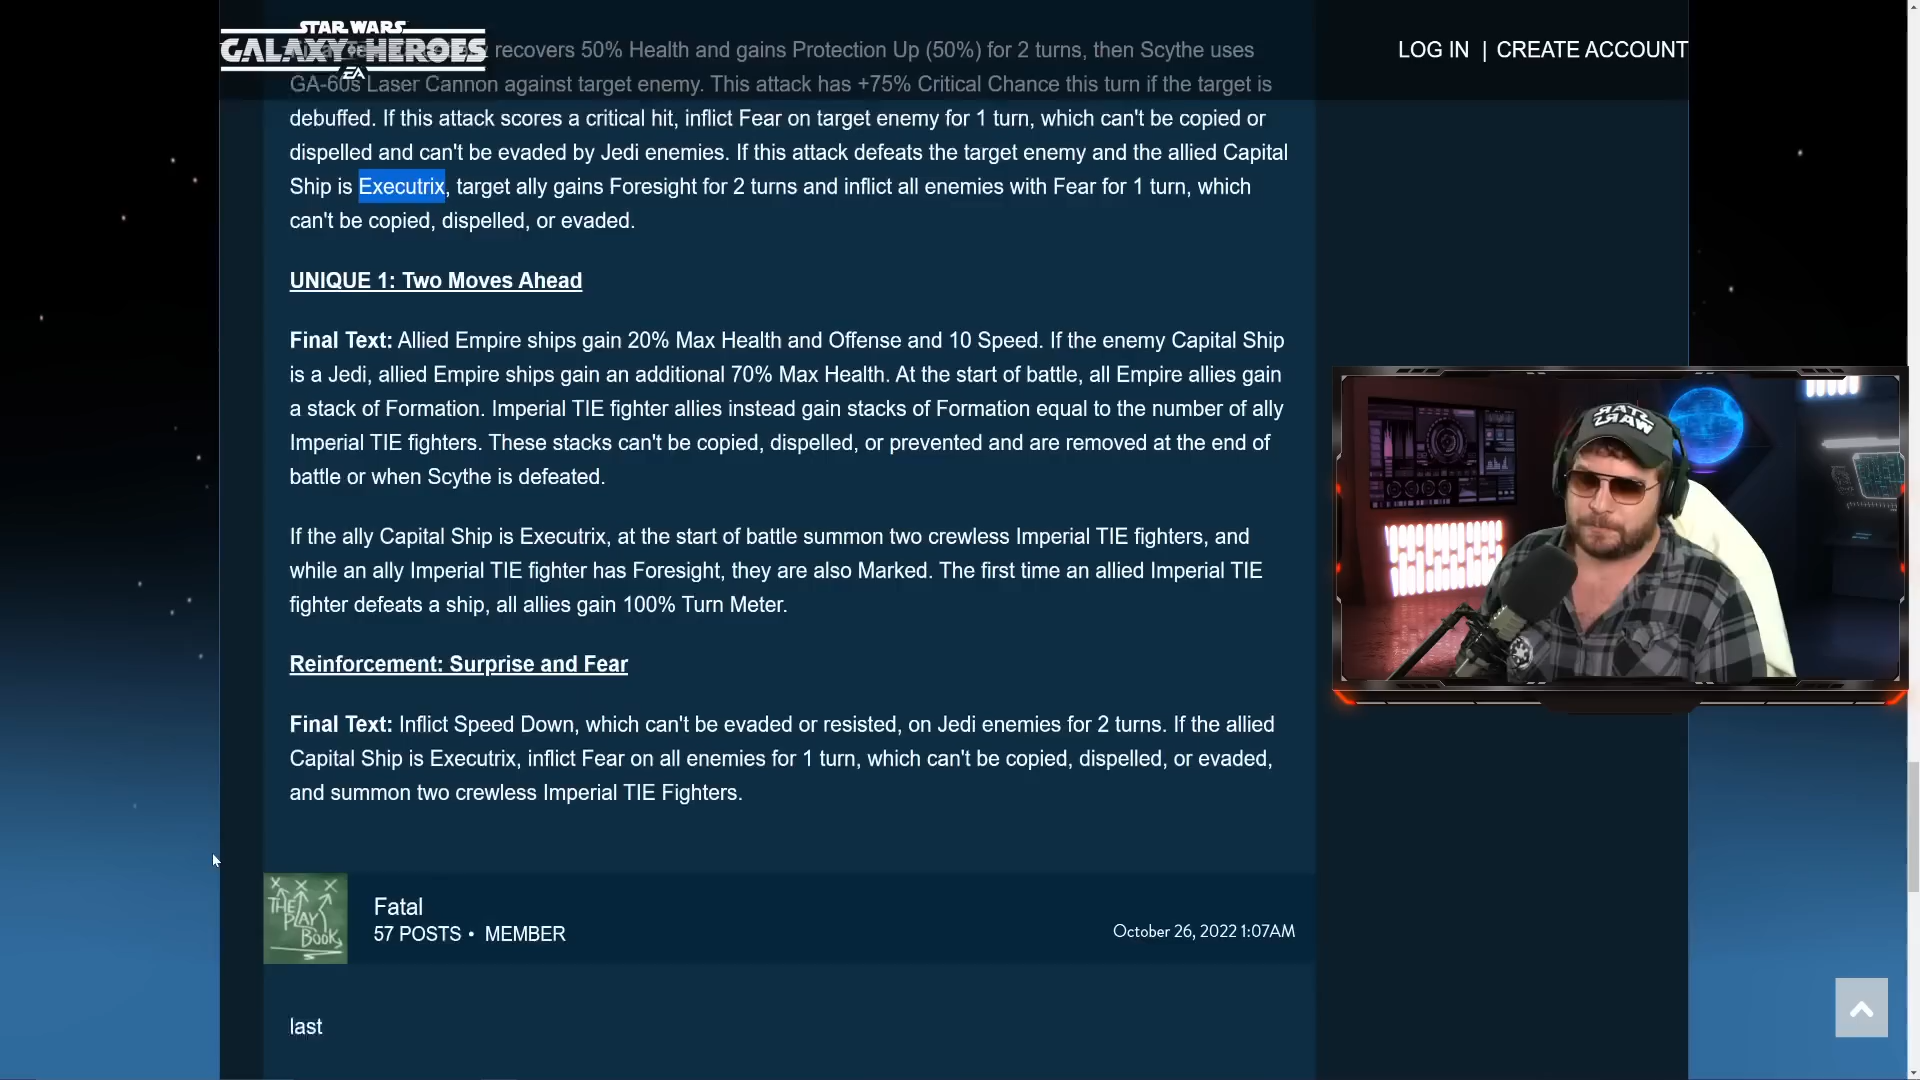 STAR WARS
GALAXY OF HEROES
EA
LOG IN | CREATE ACCOUNT
recovers 50% Health and gains Protection Up (50%) for 2 turns, then Scythe uses
GA-60s Laser Cannon against target enemy. This attack has +75% Critical Chance this turn if the target is
debuffed. If this attack scores a critical hit, inflict Fear on target enemy for 1 turn, which can't be copied or
dispelled and can't be evaded by Jedi enemies. If this attack defeats the target enemy and the allied Capital
Ship is Executrix, target ally gains Foresight for 2 turns and inflict all enemies with Fear for 1 turn, which
can't be copied, dispelled, or evaded.
UNIQUE 1: Two Moves Ahead
Final Text: Allied Empire ships gain 20% Max Health and Offense and 10 Speed. If the enemy Capital Ship
is a Jedi, allied Empire ships gain an additional 70% Max Health. At the start of battle, all Empire allies gain
a stack of Formation. Imperial TIE fighter allies instead gain stacks of Formation equal to the number of ally
Imperial TIE fighters. These stacks can't be copied, dispelled, or prevented and are removed at the end of
battle or when Scythe is defeated.
If the ally Capital Ship is Executrix, at the start of battle summon two crewless Imperial TIE fighters, and
while an ally Imperial TIE fighter has Foresight, they are also Marked. The first time an allied Imperial TIE
fighter defeats a ship, all allies gain 100% Turn Meter.
Reinforcement: Surprise and Fear
Final Text: Inflict Speed Down, which can't be evaded or resisted, on Jedi enemies for 2 turns. If the allied
Capital Ship is Executrix, inflict Fear on all enemies for 1 turn, which can't be copied, dispelled, or evaded,
and summon two crewless Imperial TIE Fighters.
STAR
WARS
THE
PLAY
BOOK
Fatal
57 POSTS • MEMBER
October 26, 2022 1:07AM
last